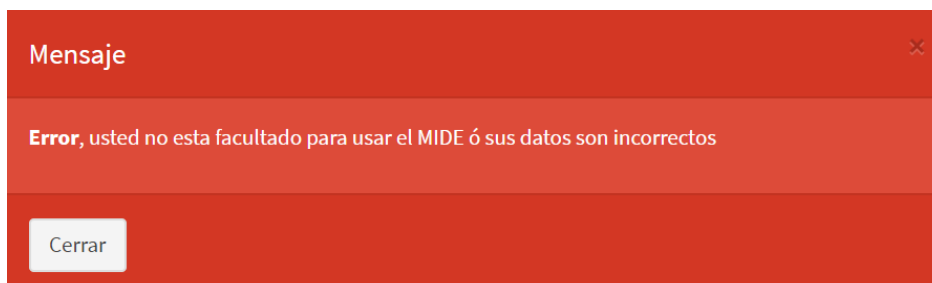 Mensaje
×
Error, usted no esta facultado para usar el MIDE ó sus datos son incorrectos
Cerrar